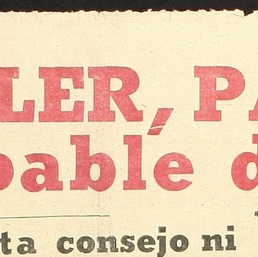 LER, PA
pable d
ta consejo ni